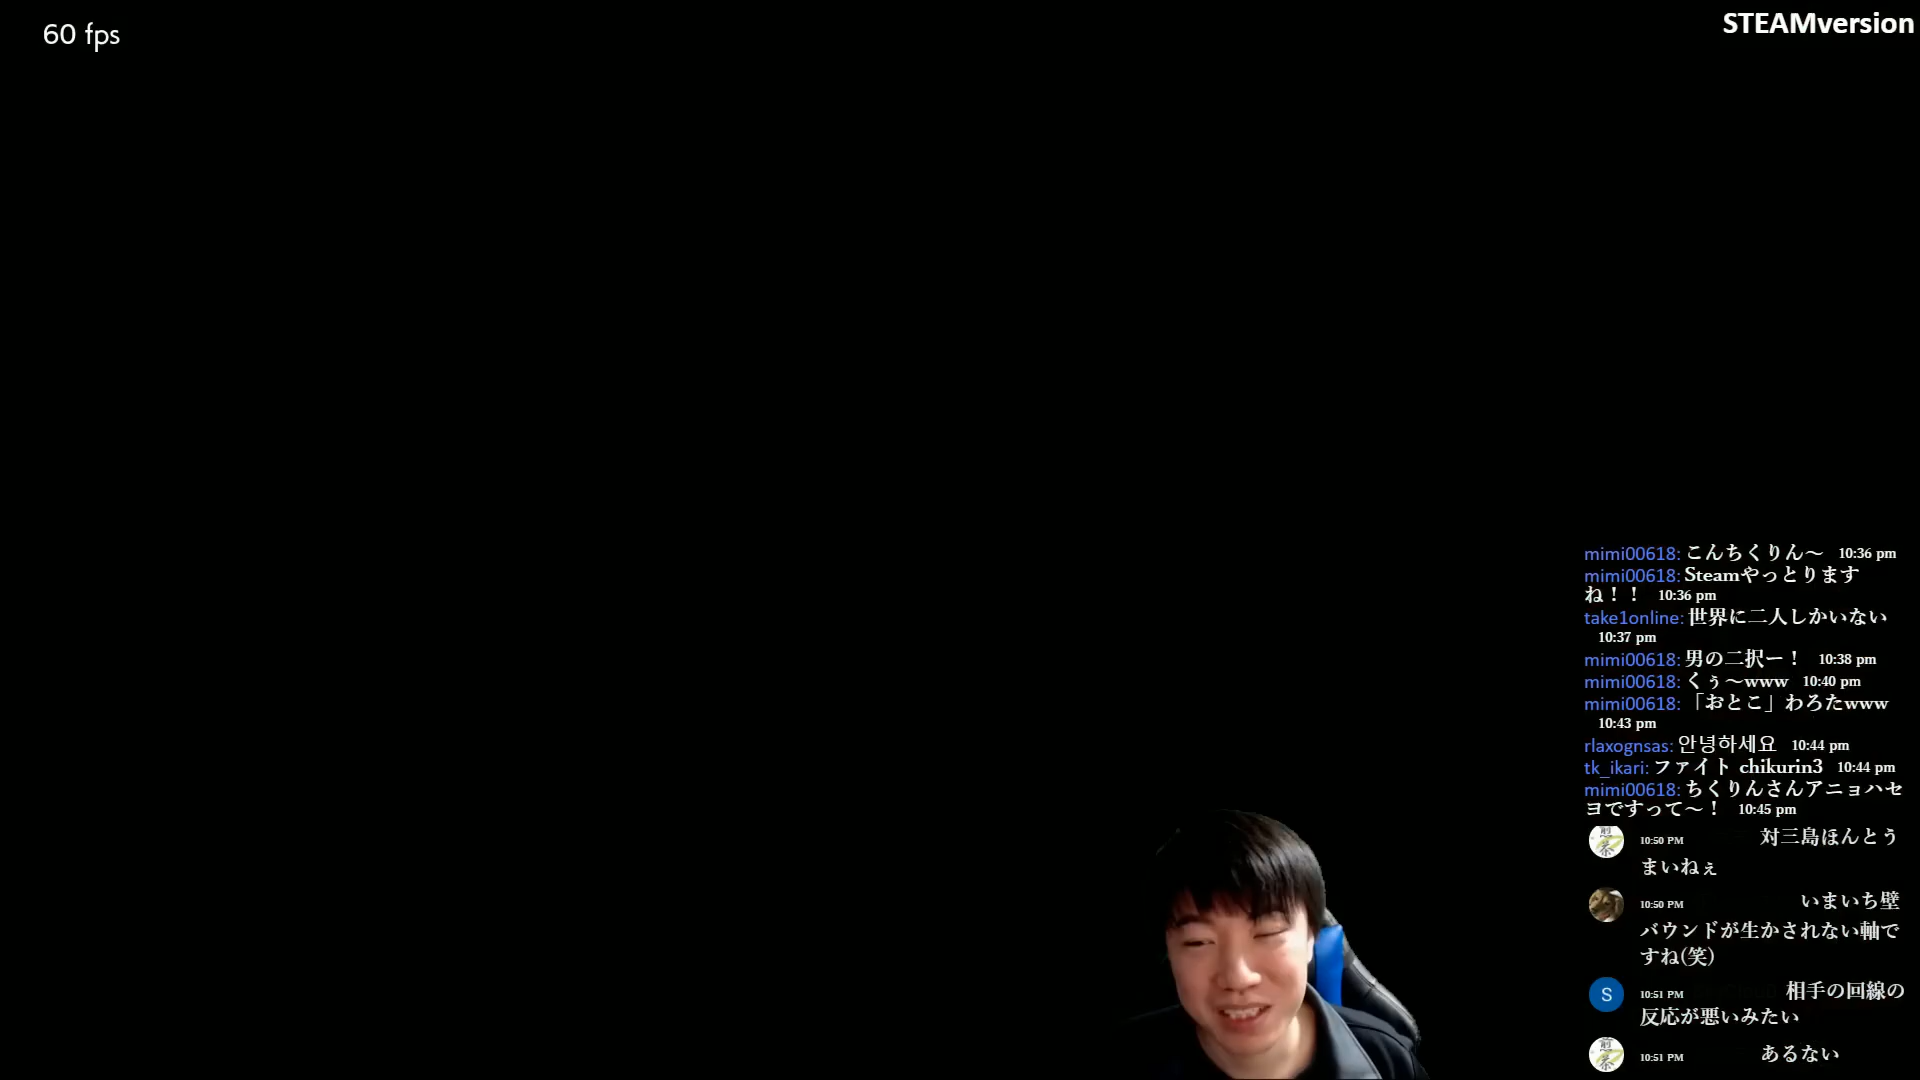 60 fps
STEAMversion
mimi00618: こんちくりん～ 10:36 pm
mimi00618: Steamやっとります
ね！！ 10:36 pm
take1online: 世界に二人しかいない
10:37 pm
mimi00618: 男の二択ー！ 10:38 pm
mimi00618: くぅ～www 10:40 pm
mimi00618: 「おとこ」わろたwww
10:43 pm
rlaxognsas: 안녕하세요 10:44 pm
tk_ikari: ファイト chikurin3 10:44 pm
mimi00618: ちくりんさんアニョハセ
ヨですって～！ 10:45 pm
10:50 PM 対三島ほんとう
まいねぇ
10:50 PM いまいち壁
バウンドが生かされない軸で
すね(笑)
S 10:51 PM 相手の回線の
反応が悪いみたい
10:51 PM あるない